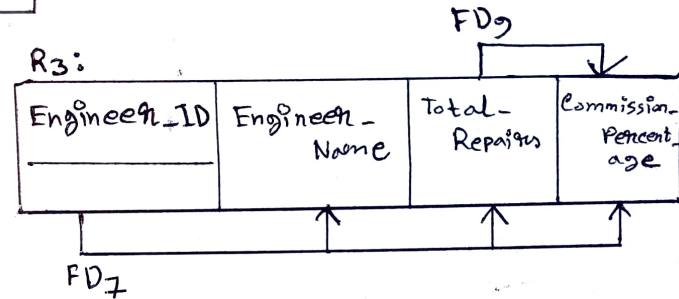 FD9
R3:
Engineer_ID
Engineer_
Name
Total_
Repairs
Commission_
Percent_
age
FD7